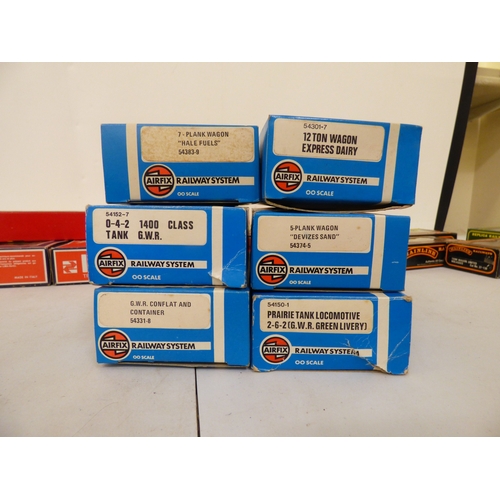 7-PLANK WAGON
"HALE FUELS"
54383-8
AIRFIX
RAILWAY SYSTEM
OO SCALE
54301-7
12 TON WAGON
EXPRESS DAIRY
AIRFIX
RAILWAY SYSTEM
OO SCALE
54152-7
0-4-2 1400 CLASS
TANK G.W.R.
AIRFIX
RAILWAY SYSTEM
OO SCALE
5-PLANK WAGON
"DEVIZES SAND"
54374-5
AIRFIX
RAILWAY SYSTEM
OO SCALE
G.W.R. CONFLAT AND
CONTAINER
54331-8
AIRFIX
RAILWAY SYSTEM
OO SCALE
54150-1
PRAIRIE TANK LOCOMOTIVE
2-6-2 (G.W.R. GREEN LIVERY)
AIRFIX
RAILWAY SYSTEM
OO SCALE